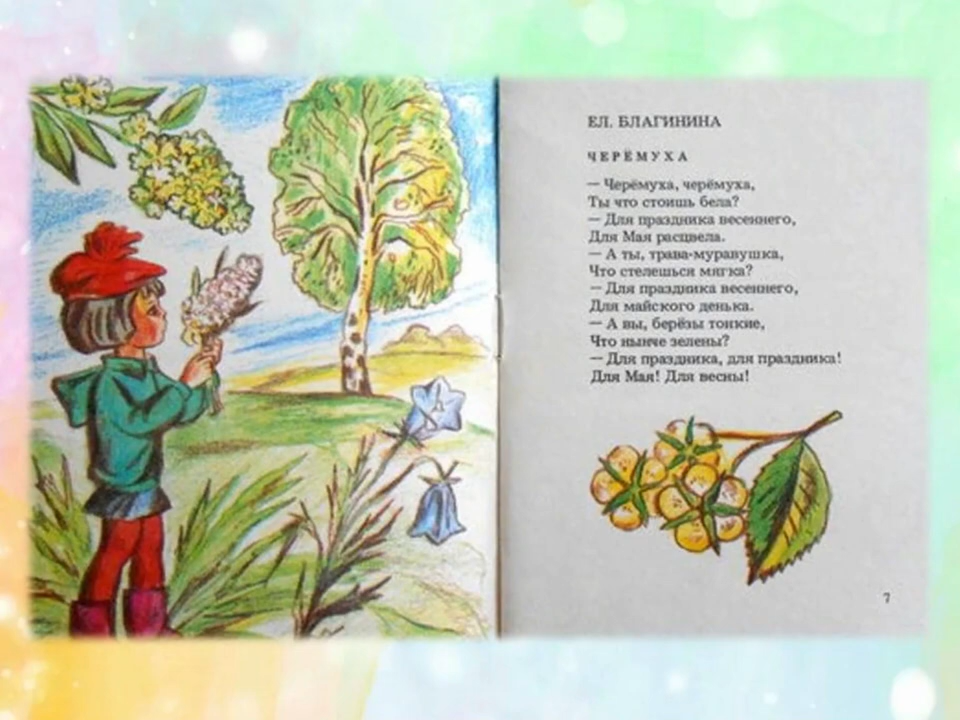 ЕЛ. БЛАГИНИНА
ЧЕРЁМУХА
— Черёмуха, черёмуха,
Ты что стоишь бела?
— Для праздника весеннего,
Для Мая расцвела.
— А ты, трава-муравушка,
Что стелешься мягка?
— Для праздника весеннего,
Для майского денька.
— А вы, берёзы тонкие,
Что нынче зелены?
— Для праздника, для праздника!
Для Мая! Для весны!
7